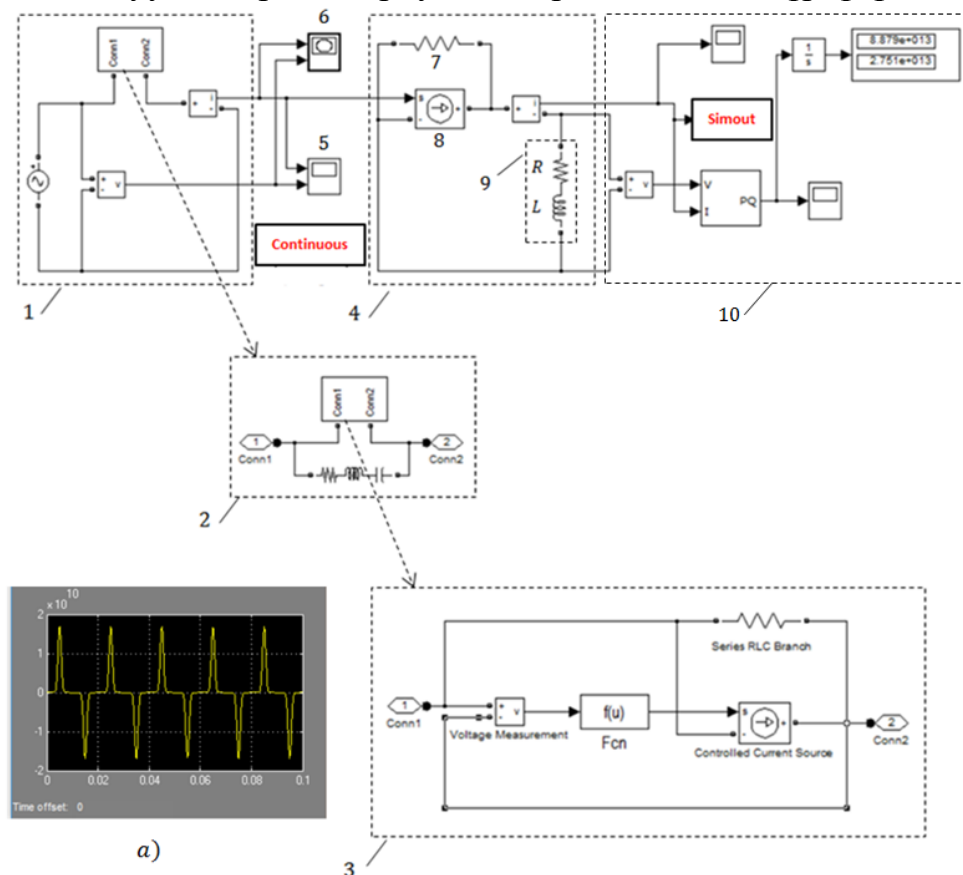 6
Conn1 Conn2
7
1
s
8.879e+013
2.751e+013
+ i
-
s
-
+
+ i
-
Simout
5
8
9
R
+
-
v
+
- v
V
I
PQ
L
Continuous
1
4
10
Conn1 Conn2
1
Conn1
2
Conn2
2
x 10
10
2
1
0
-1
-2
0 0.02 0.04 0.06 0.08 0.1
Time offset: 0
a)
Series RLC Branch
1
Conn1
+
- v
Voltage Measurement
f(u)
Fcn
s
-
+
Controlled Current Source
2
Conn2
3